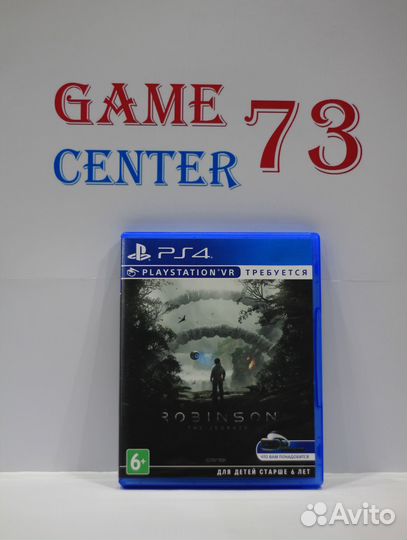 GAME
CENTER
73
PS4
PLAYSTATION®VR ТРЕБУЕТСЯ
ROBINSON
THE JOURNEY
ЧТО ВАМ ПОНАДОБИТСЯ
6+
ДЛЯ ДЕТЕЙ СТАРШЕ 6 ЛЕТ
Avito